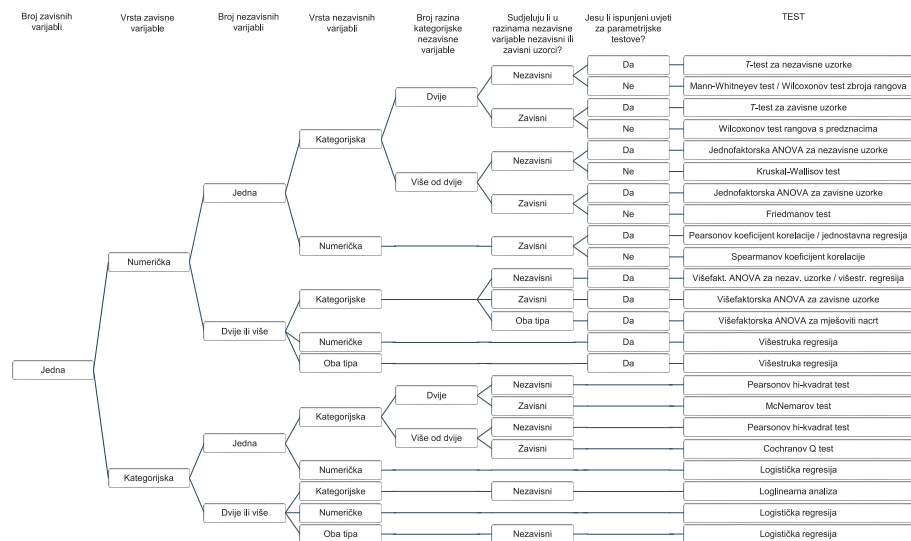 Broj zavisnih
varijabli
Vrsta zavisne
varijable
Broj nezavisnih
varijabli
Vrsta nezavisnih
varijabli
Broj razina
kategorijske
nezavisne
varijable
Sudjeluju li u
razinama nezavisne
varijable nezavisni ili
zavisni uzorci?
Jesu li ispunjeni uvjeti
za parametrijske
testove?
TEST
Jedna
Numerička
Jedna
Kategorijska
Dvije
Nezavisni
Da
T-test za nezavisne uzorke
Ne
Mann-Whitneyev test / Wilcoxonov test zbroja rangova
Zavisni
Da
T-test za zavisne uzorke
Ne
Wilcoxonov test rangova s predznacima
Više od dvije
Nezavisni
Da
Jednofaktorska ANOVA za nezavisne uzorke
Ne
Kruskal-Wallisov test
Zavisni
Da
Jednofaktorska ANOVA za zavisne uzorke
Ne
Friedmanov test
Numerička
Zavisni
Da
Pearsonov koeficijent korelacije / jednostavna regresija
Ne
Spearmanov koeficijent korelacije
Dvije ili više
Kategorijske
Nezavisni
Da
Višefakt. ANOVA za nezav. uzorke / višestr. regresija
Zavisni
Da
Višefaktorska ANOVA za zavisne uzorke
Oba tipa
Da
Višefaktorska ANOVA za mješoviti nacrt
Numeričke
Da
Višestruka regresija
Oba tipa
Da
Višestruka regresija
Kategorijska
Jedna
Kategorijska
Dvije
Nezavisni
Pearsonov hi-kvadrat test
Zavisni
McNemarov test
Više od dvije
Nezavisni
Pearsonov hi-kvadrat test
Zavisni
Cochranov Q test
Numerička
Logistička regresija
Dvije ili više
Kategorijske
Nezavisni
Loglinearna analiza
Numeričke
Logistička regresija
Oba tipa
Nezavisni
Logistička regresija